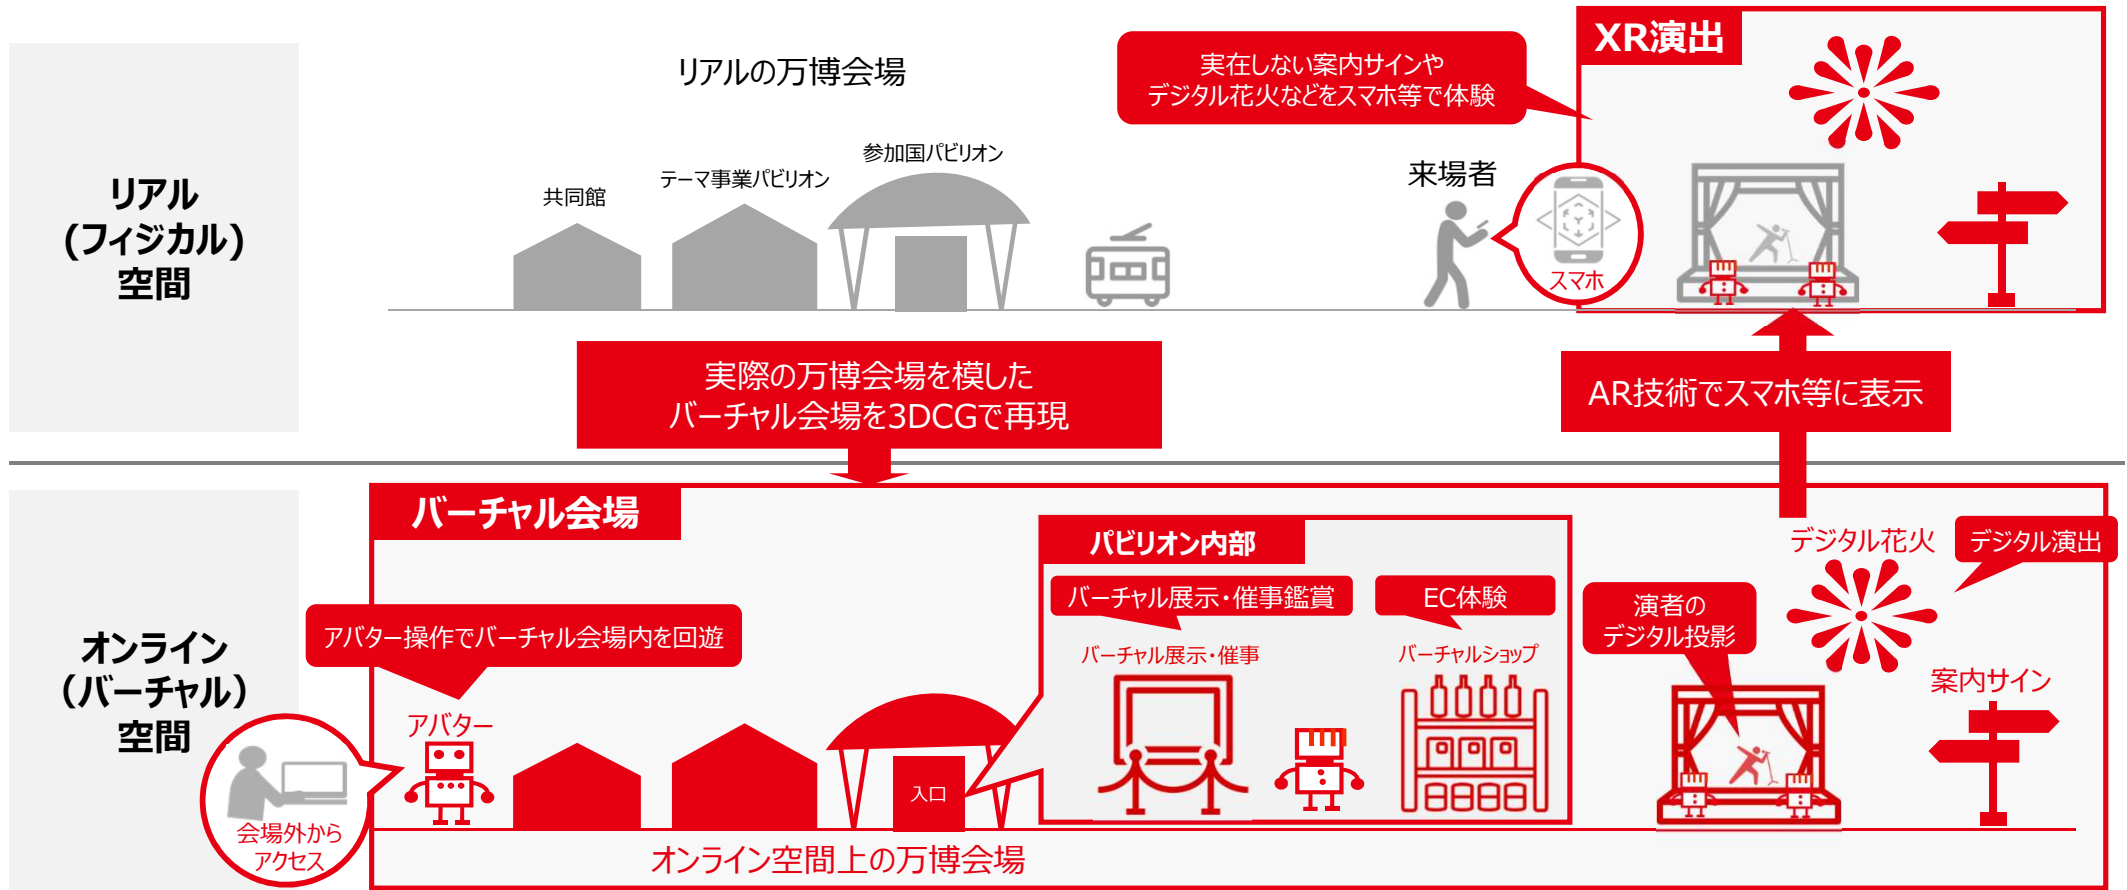 リアル
(フィジカル)
空間
リアルの万博会場
共同館
テーマ事業パビリオン
参加国パビリオン
実在しない案内サインや
デジタル花火などをスマホ等で体験
来場者
スマホ
XR演出
実際の万博会場を模した
バーチャル会場を3DCGで再現
AR技術でスマホ等に表示
オンライン
(バーチャル)
空間
バーチャル会場
アバター操作でバーチャル会場内を回遊
アバター
会場外から
アクセス
入口
オンライン空間上の万博会場
パビリオン内部
バーチャル展示・催事鑑賞
バーチャル展示・催事
EC体験
バーチャルショップ
演者の
デジタル投影
デジタル花火
デジタル演出
案内サイン